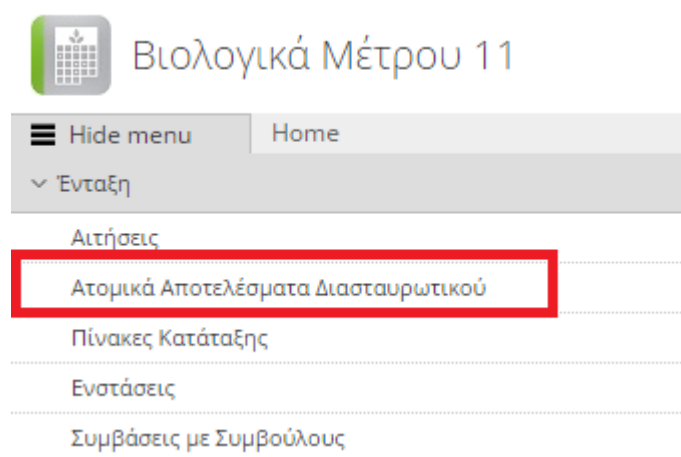 Βιολογικά Μέτρου 11
Hide menu Home
Ένταξη
Αιτήσεις
Ατομικά Αποτελέσματα Διασταυρωτικού
Πίνακες Κατάταξης
Ενστάσεις
Συμβάσεις με Συμβούλους